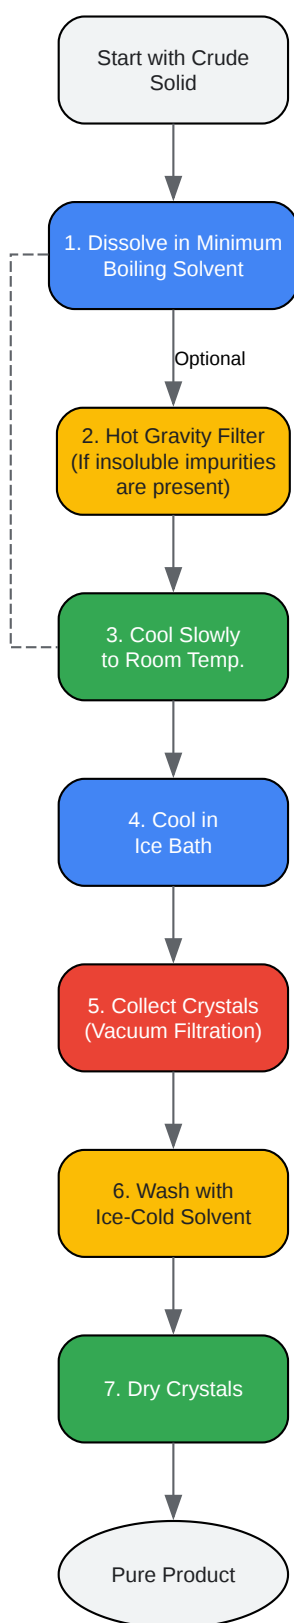 Start with Crude
Solid
1. Dissolve in Minimum
Boiling Solvent
Optional
2. Hot Gravity Filter
(If insoluble impurities
are present)
3. Cool Slowly
to Room Temp.
4. Cool in
Ice Bath
5. Collect Crystals
(Vacuum Filtration)
6. Wash with
Ice-Cold Solvent
7. Dry Crystals
Pure Product